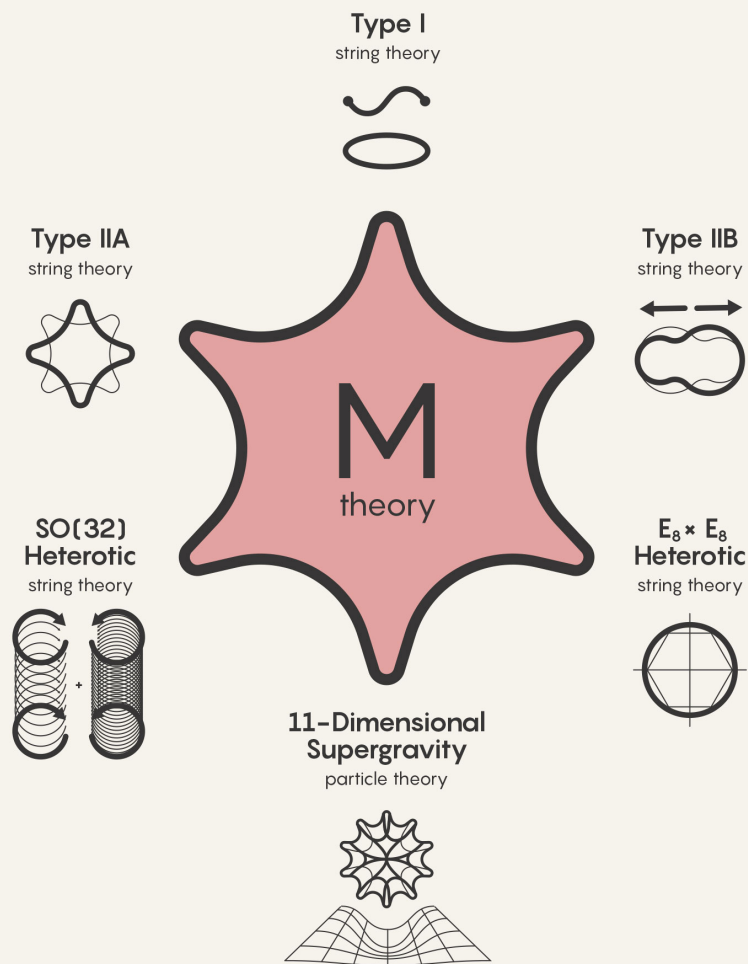 Type I
string theory
Type IIA
string theory
Type IIB
string theory
M
theory
SO(32)
Heterotic
string theory
+
E₈ × E₈
Heterotic
string theory
11-Dimensional
Supergravity
particle theory